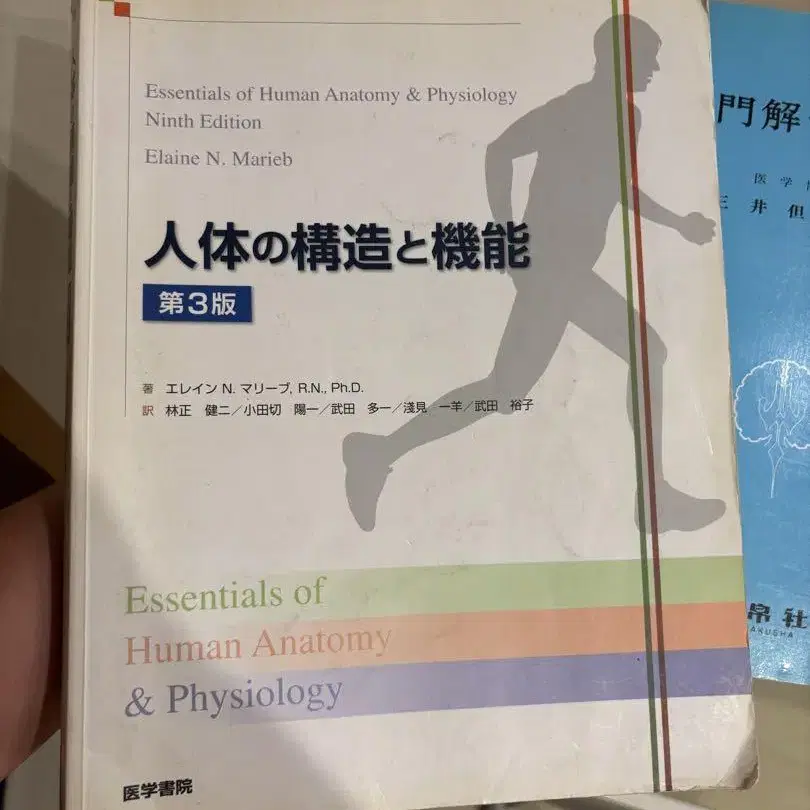 Essentials of Human Anatomy & Physiology
Ninth Edition
Elaine N. Marieb
人体の構造と機能
第3版
著 エレイン N. マリーブ, R.N., Ph.D.
訳 林正 健二/小田切 陽一/武田 多一/淺見 一羊/武田 裕子
Essentials of
Human Anatomy
& Physiology
医学書院
門解
医学
三井 但
帛社
AKUSHA